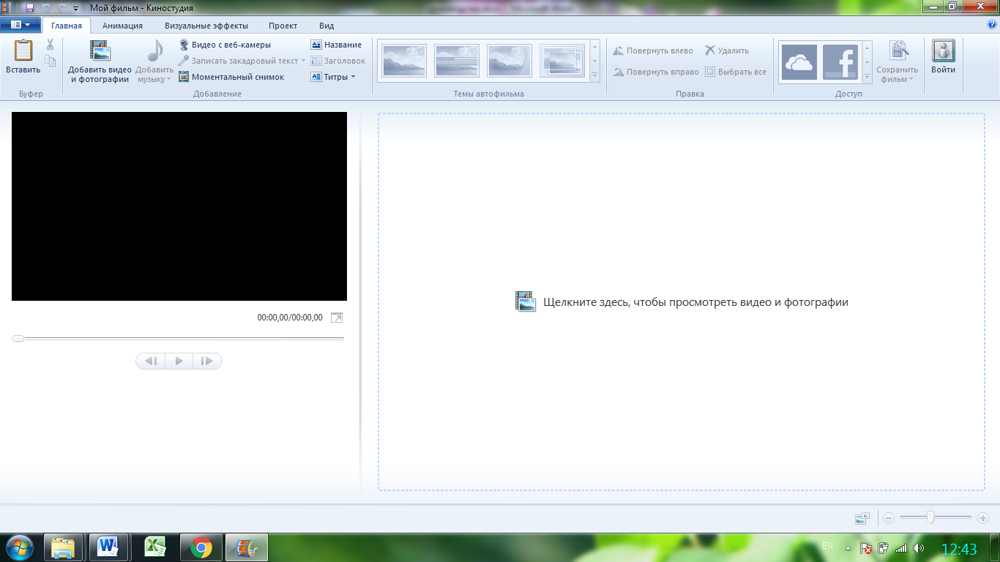 Мой фильм - Киностудия
Главная Анимация Визуальные эффекты Проект Вид
Вставить
Буфер
Добавить видео
и фотографии
Добавить
музыку
Видео с веб-камеры
Записать закадровый текст
Моментальный снимок
Название
Заголовок
Титры
Добавление
Темы автофильма
Повернуть влево
Повернуть вправо
Удалить
Выбрать все
Правка
Доступ
Сохранить
фильм
Войти
00:00,00/00:00,00
Щелкните здесь, чтобы просмотреть видео и фотографии
EN
12:43